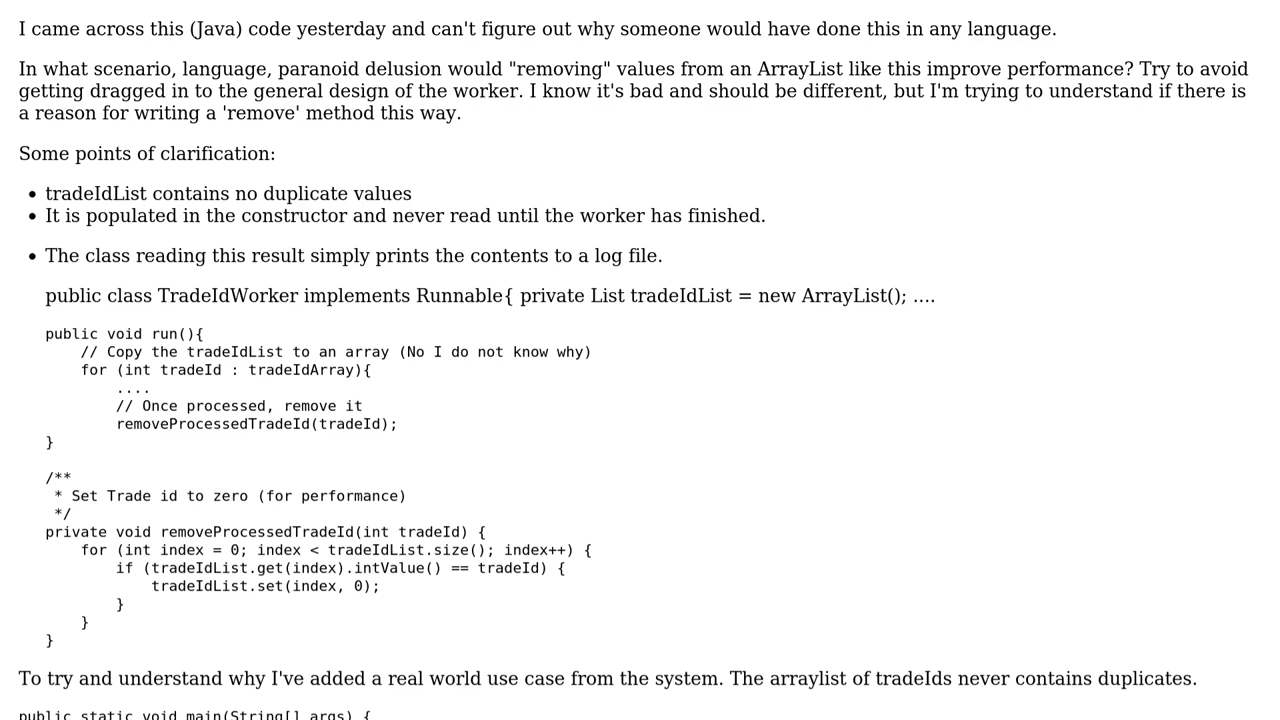 I came across this (Java) code yesterday and can't figure out why someone would have done this in any language.
In what scenario, language, paranoid delusion would "removing" values from an ArrayList like this improve performance? Try to avoid
getting dragged in to the general design of the worker. I know it's bad and should be different, but I'm trying to understand if there is
a reason for writing a 'remove' method this way.
Some points of clarification:
• tradeIdList contains no duplicate values
• It is populated in the constructor and never read until the worker has finished.
• The class reading this result simply prints the contents to a log file.
public class TradeIdWorker implements Runnable{ private List tradeIdList = new ArrayList(); ....
public void run(){
    // Copy the tradeIdList to an array (No I do not know why)
    for (int tradeId : tradeIdArray){
        ....
        // Once processed, remove it
        removeProcessedTradeId(tradeId);
}
/**
 * Set Trade id to zero (for performance)
 */
private void removeProcessedTradeId(int tradeId) {
    for (int index = 0; index < tradeIdList.size(); index++) {
        if (tradeIdList.get(index).intValue() == tradeId) {
            tradeIdList.set(index, 0);
        }
    }
}
To try and understand why I've added a real world use case from the system. The arraylist of tradeIds never contains duplicates.
public static void main(String[] args) {